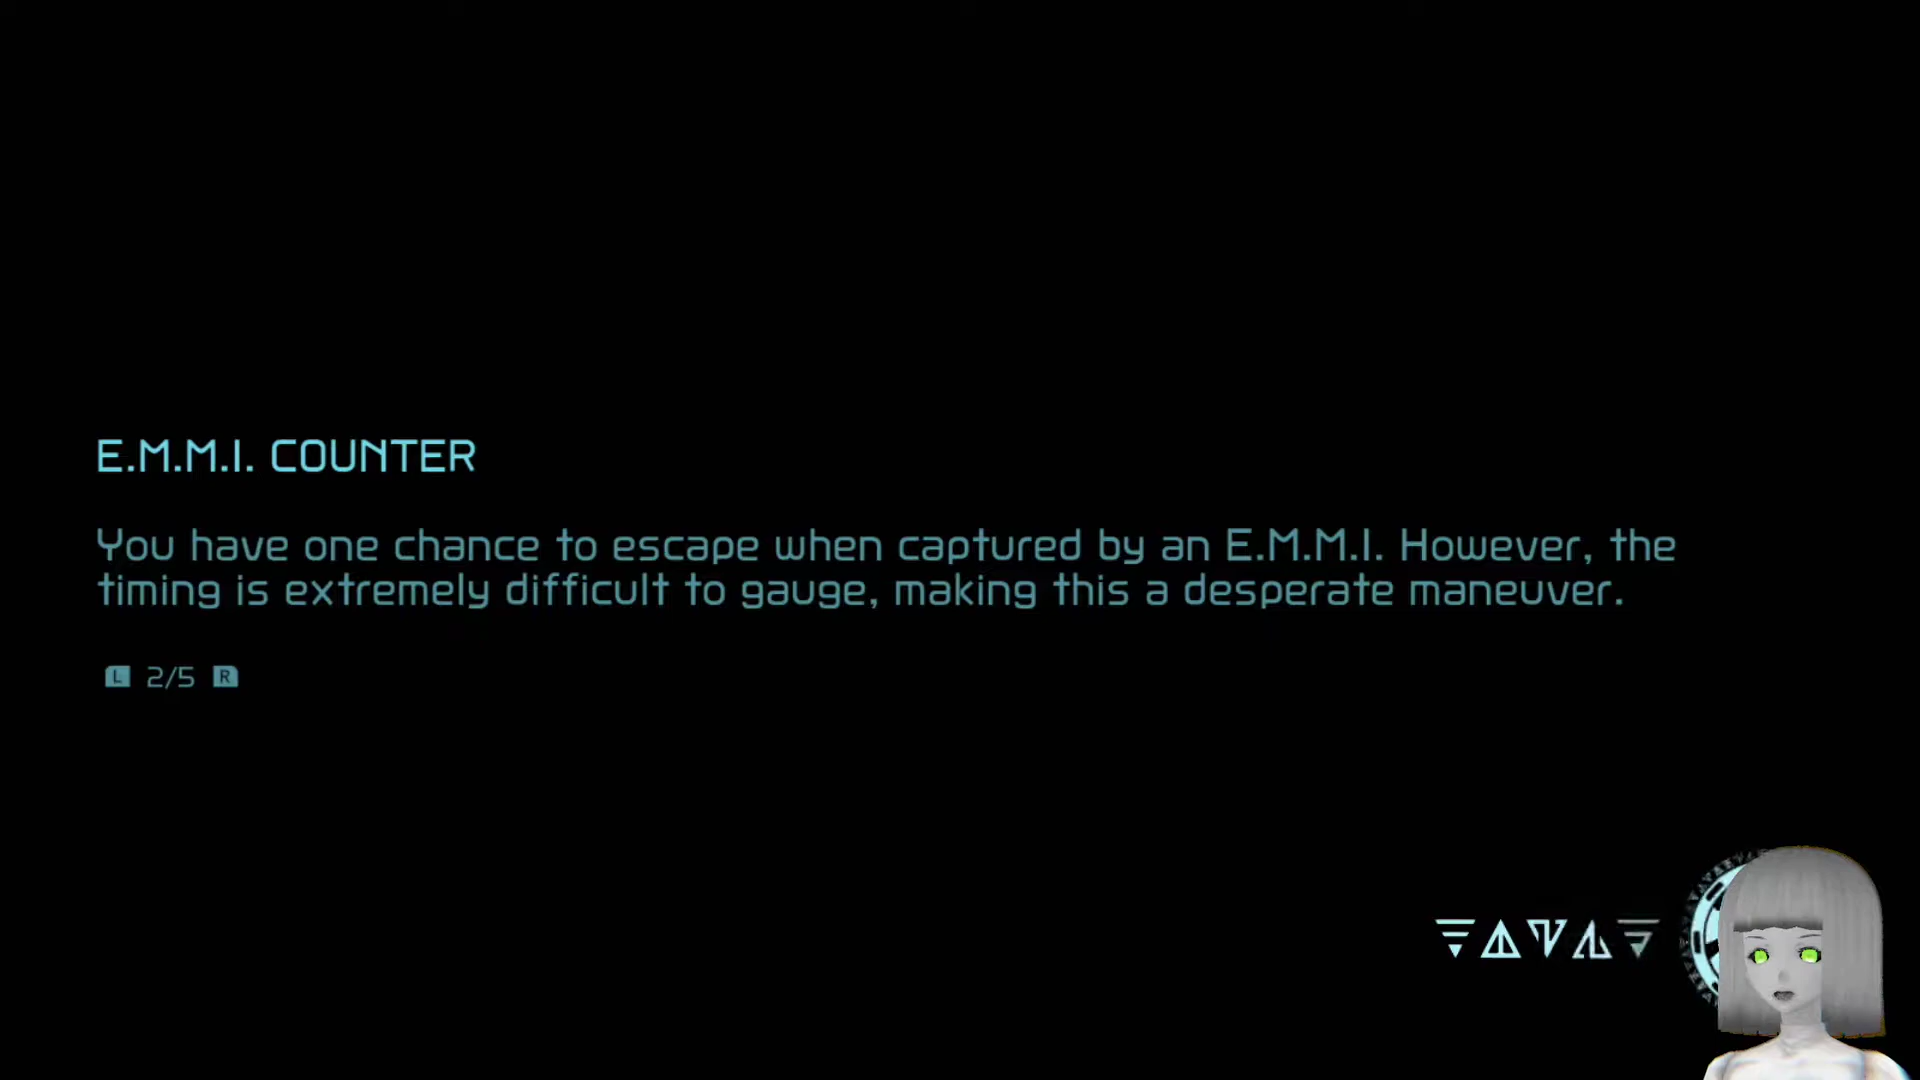 E.M.M.I. COUNTER
You have one chance to escape when captured by an E.M.M.I. However, the
timing is extremely difficult to gauge, making this a desperate maneuver.
L 2/5 R